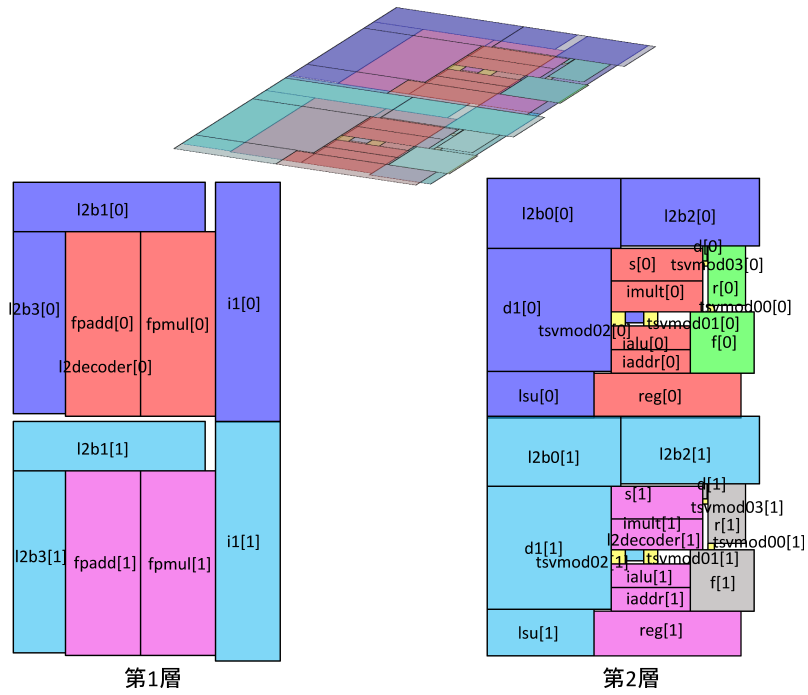 l2b1[0]
l2b3[0]
fpadd[0]
fpmul[0]
i1[0]
l2decoder[0]
l2b1[1]
l2b3[1]
fpadd[1]
fpmul[1]
i1[1]
第1層
l2b0[0]
l2b2[0]
d[0]
s[0]
tsvmod03[0]
imult[0]
r[0]
d1[0]
tsvmod00[0]
tsvmod02[0]
tsvmod01[0]
ialu[0]
f[0]
iaddr[0]
lsu[0]
reg[0]
l2b0[1]
l2b2[1]
d[1]
s[1]
tsvmod03[1]
imult[1]
r[1]
l2decoder[1]
tsvmod00[1]
d1[1]
tsvmod02[1]
tsvmod01[1]
ialu[1]
f[1]
iaddr[1]
lsu[1]
reg[1]
第2層